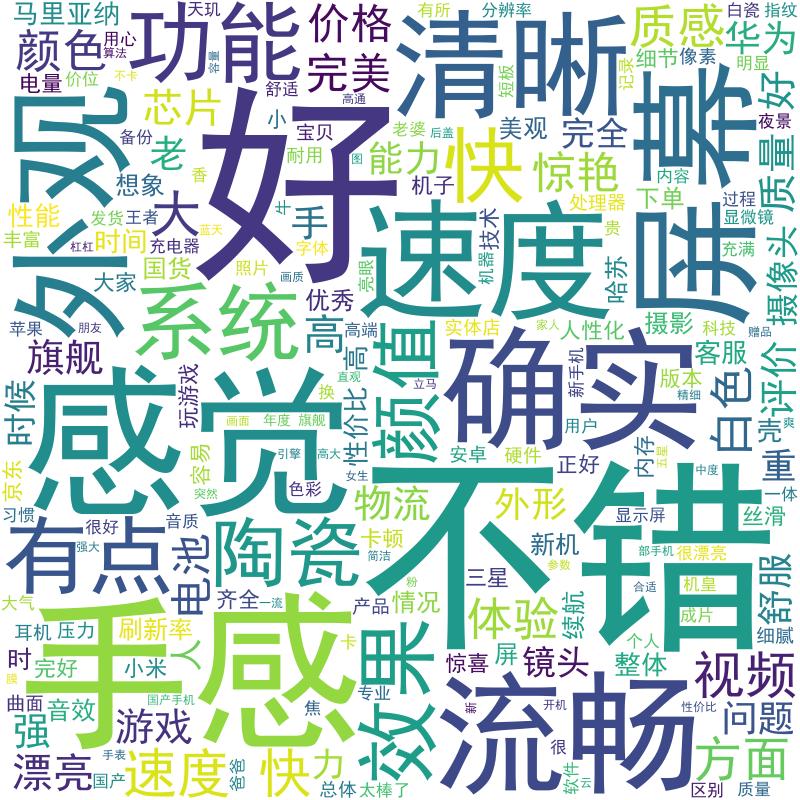 马里亚纳
天玑
价格
有所
分辨率
白瓷
指纹
颜色
用心
算法
功能
完美
清晰
质感
华为
电量
价位
不卡
容量
舒适
高通
短板
细节
像素
记录
明显
外观
芯片
备份
老
好
小
宝贝
耐用
老婆
后盖
图
能力
快
美观
完全
惊艳
机子
屏幕
好
夜景
内容
下单
过程
显微镜
充满
质量
想象
香
性能
发货
王者
大
手
牛
处理器
贵
丰富
杠杠
时间
充电器
蓝天
字体
速度
机器
技术
哈苏
摄像头
国货
大家
照片
画质
优秀
亮眼
系统
高
高端
高
颜值
实体店
家人
人性化
摄影
科技
赠品
苹果
朋友
旗舰
直观
立马
确实
新手机
客服
版本
精细
评价
感觉
时候
玩游戏
换
性价比
容易
画面
年度
旗舰
引擎
高大
女生
突然
色彩
安卓
硬件
用户
正好
内存
五星
白色
中度
壳
爽
重
一体
京东
习惯
很好
音质
不错
物流
外形
显示屏
丝滑
有点
强大
电池
陶瓷
卡顿
简洁
新机
部手机
很漂亮
合适
机皇
成片
舒服
细腻
大气
手感
齐全
一流
产品
情况
粉
三星
参数
体验
续航
个人
耳机
压力
刷新率
人
卡
效果
惊喜
屏
镜头
整体
视频
时
完好
小米
膜
曲面
音效
国产手机
专业
流畅
新
开机
性价比
问题
强
游戏
焦
很
方面
漂亮
手表
国产
速度
爸爸
快
力
总体
太棒了
软件
云
区别
质量